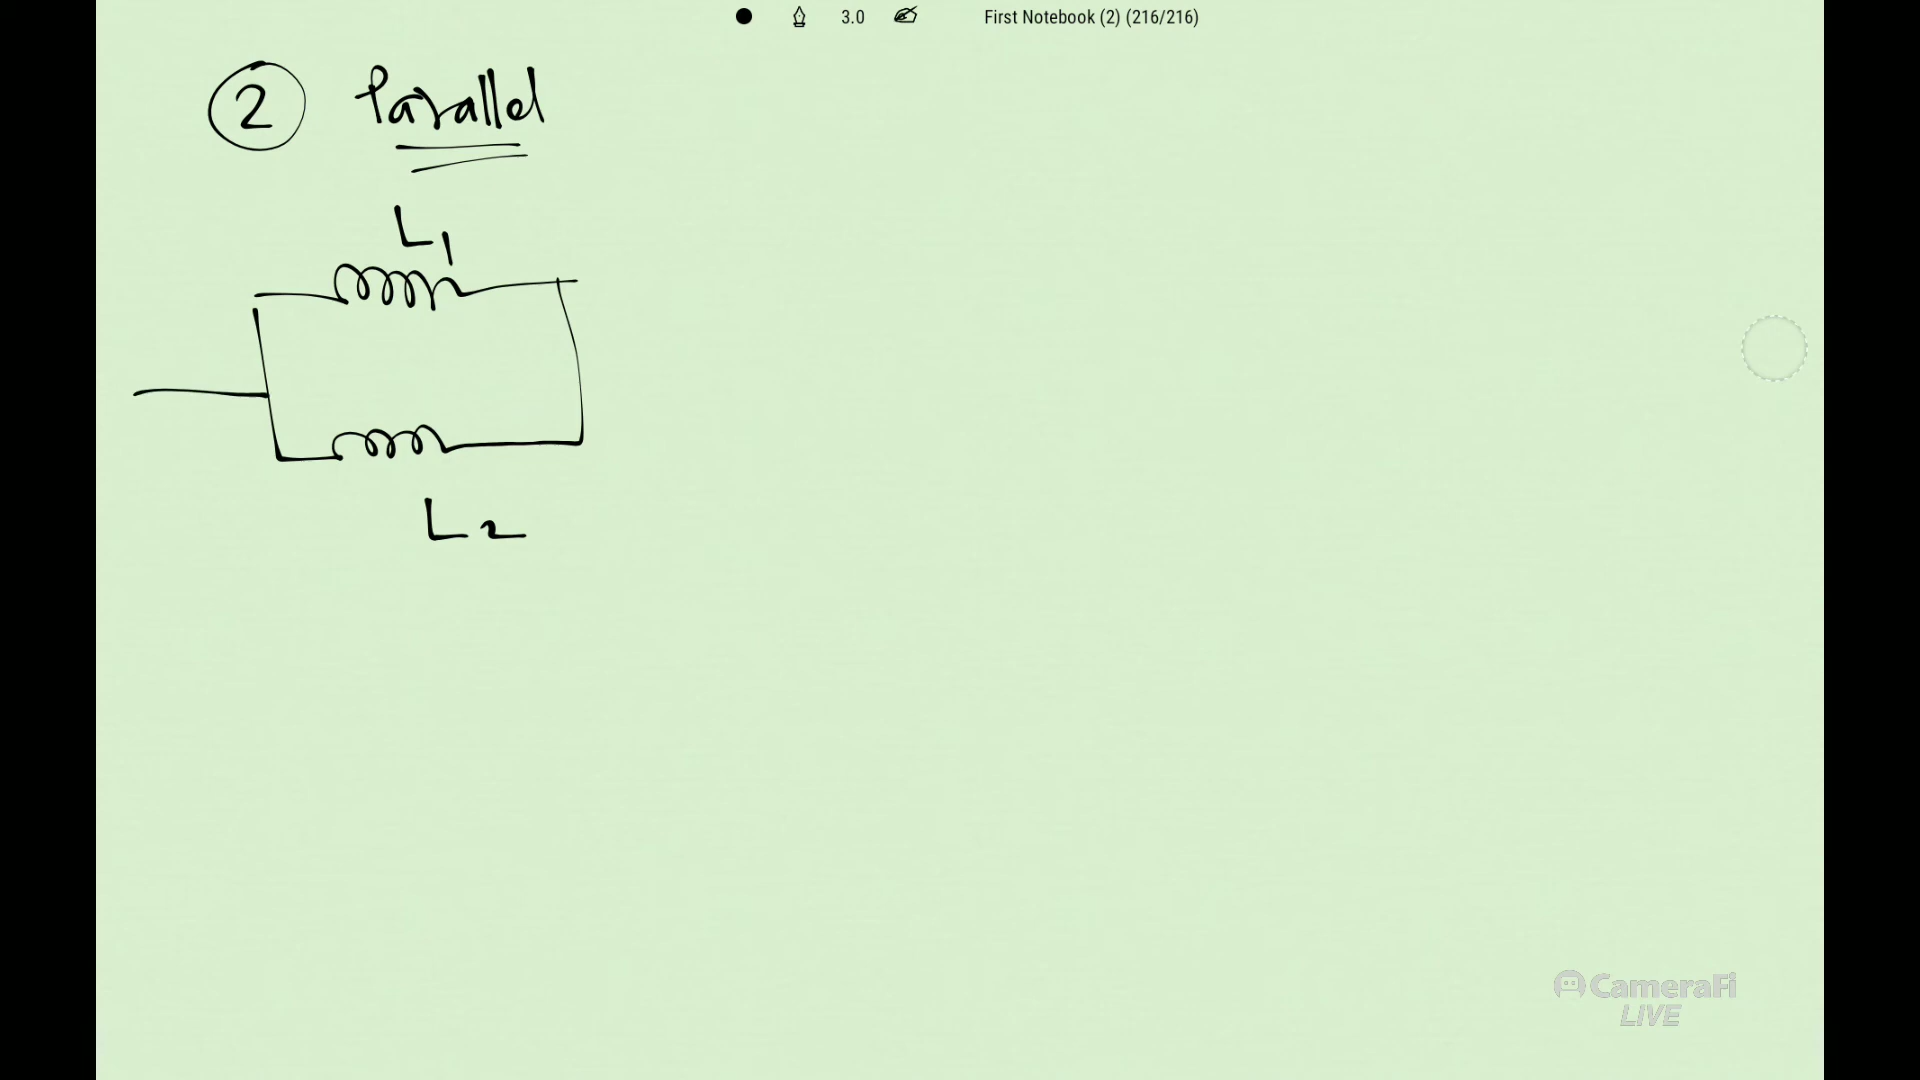 3.0 First Notebook (2) (216/216)
2 Parallel
L1
L2
CameraFi
LIVE